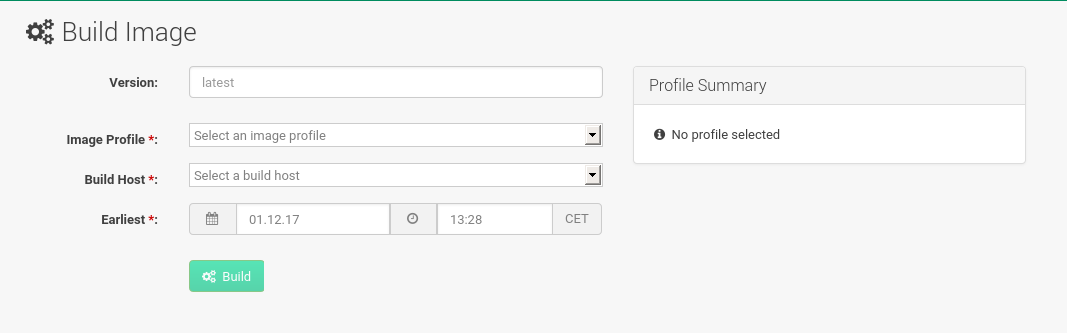 Build Image
Version:
latest
Image Profile *:
Select an image profile
Build Host *:
Select a build host
Earliest *:
01.12.17
13:28
CET
Build
Profile Summary
No profile selected